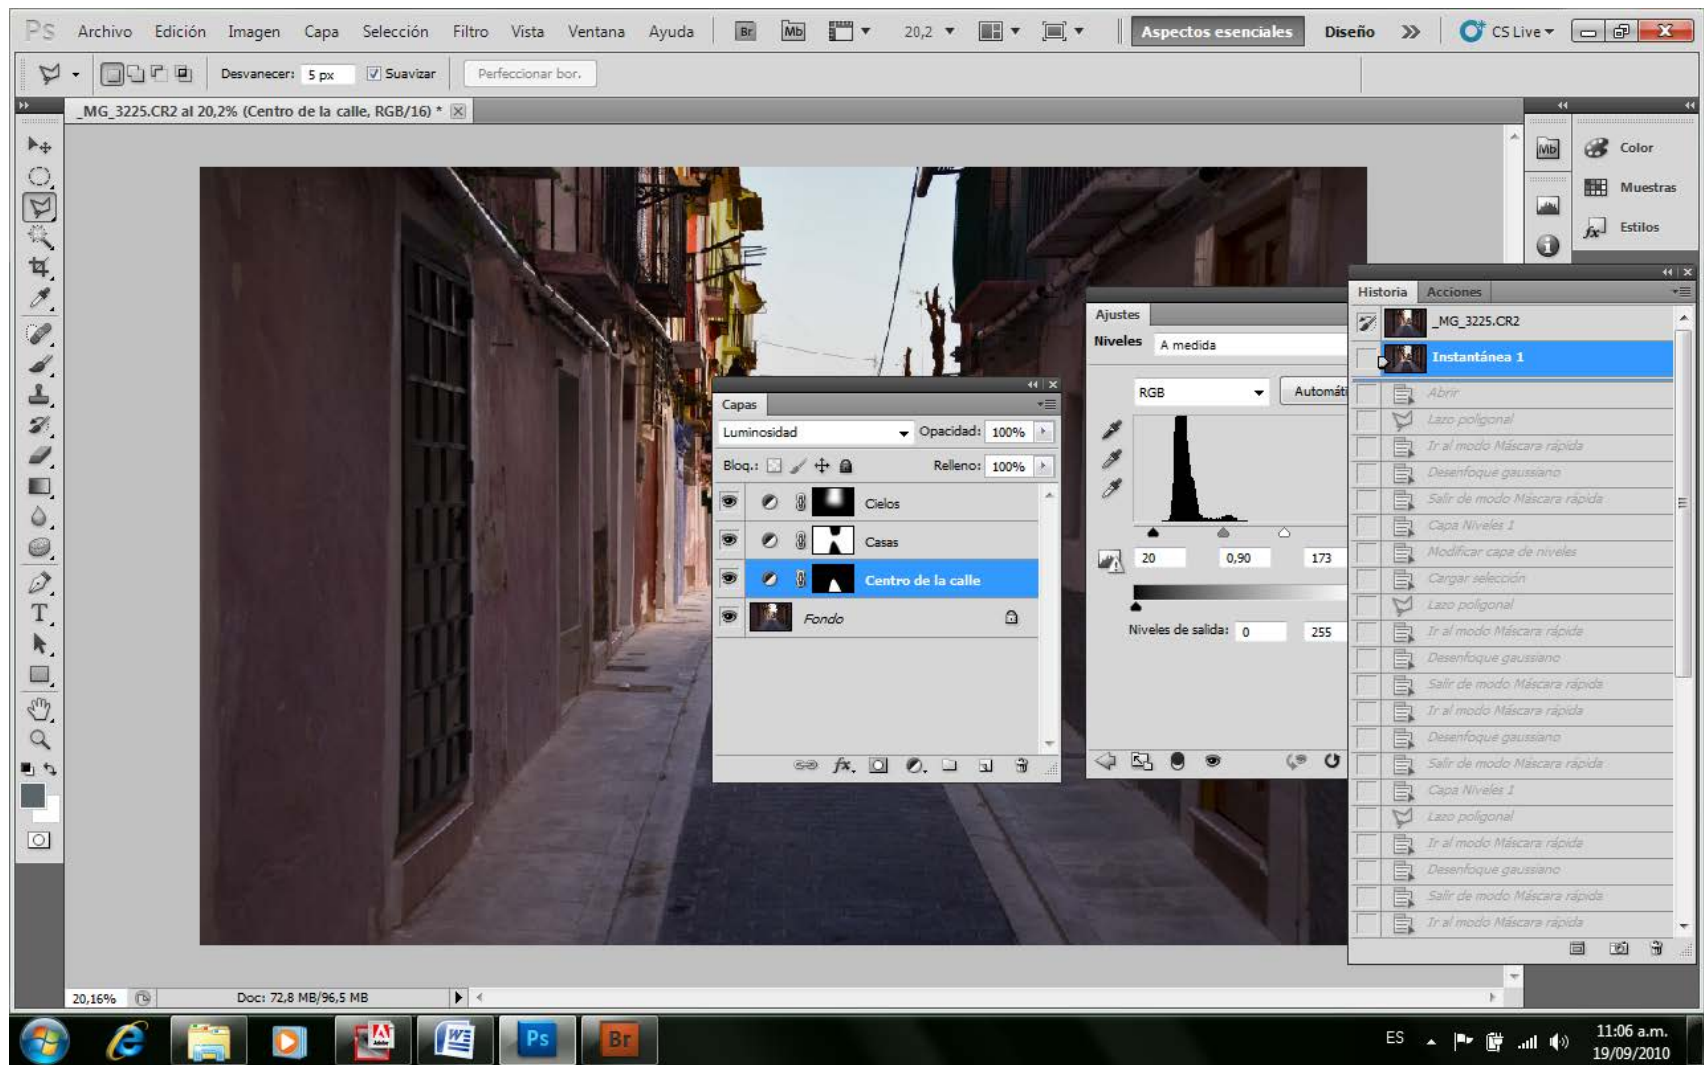 Ps Archivo Edición Imagen Capa Selección Filtro Vista Ventana Ayuda Br Mb 20,2 Aspectos esenciales Diseño CS Live
Desvanecer: 5 px Suavizar Perfeccionar bor.
_MG_3225.CR2 al 20,2% (Centro de la calle, RGB/16) *
Mb Color
Muestras
Estilos
Historia Acciones
_MG_3225.CR2
Instantánea 1
Abrir
Lazo poligonal
Ir al modo Máscara rápida
Desenfoque gaussiano
Salir de modo Máscara rápida
Capa Niveles 1
Modificar capa de niveles
Cargar selección
Lazo poligonal
Ir al modo Máscara rápida
Desenfoque gaussiano
Salir de modo Máscara rápida
Ir al modo Máscara rápida
Desenfoque gaussiano
Salir de modo Máscara rápida
Capa Niveles 1
Lazo poligonal
Ir al modo Máscara rápida
Desenfoque gaussiano
Salir de modo Máscara rápida
Ir al modo Máscara rápida
Ajustes
Niveles A medida
RGB Automáti
20 0,90 173
Niveles de salida: 0 255
Capas
Luminosidad Opacidad: 100%
Bloq.: Relleno: 100%
Cielos
Casas
Centro de la calle
Fondo
fx.
20,16% Doc: 72,8 MB/96,5 MB
Ps Br ES 11:06 a.m.
19/09/2010